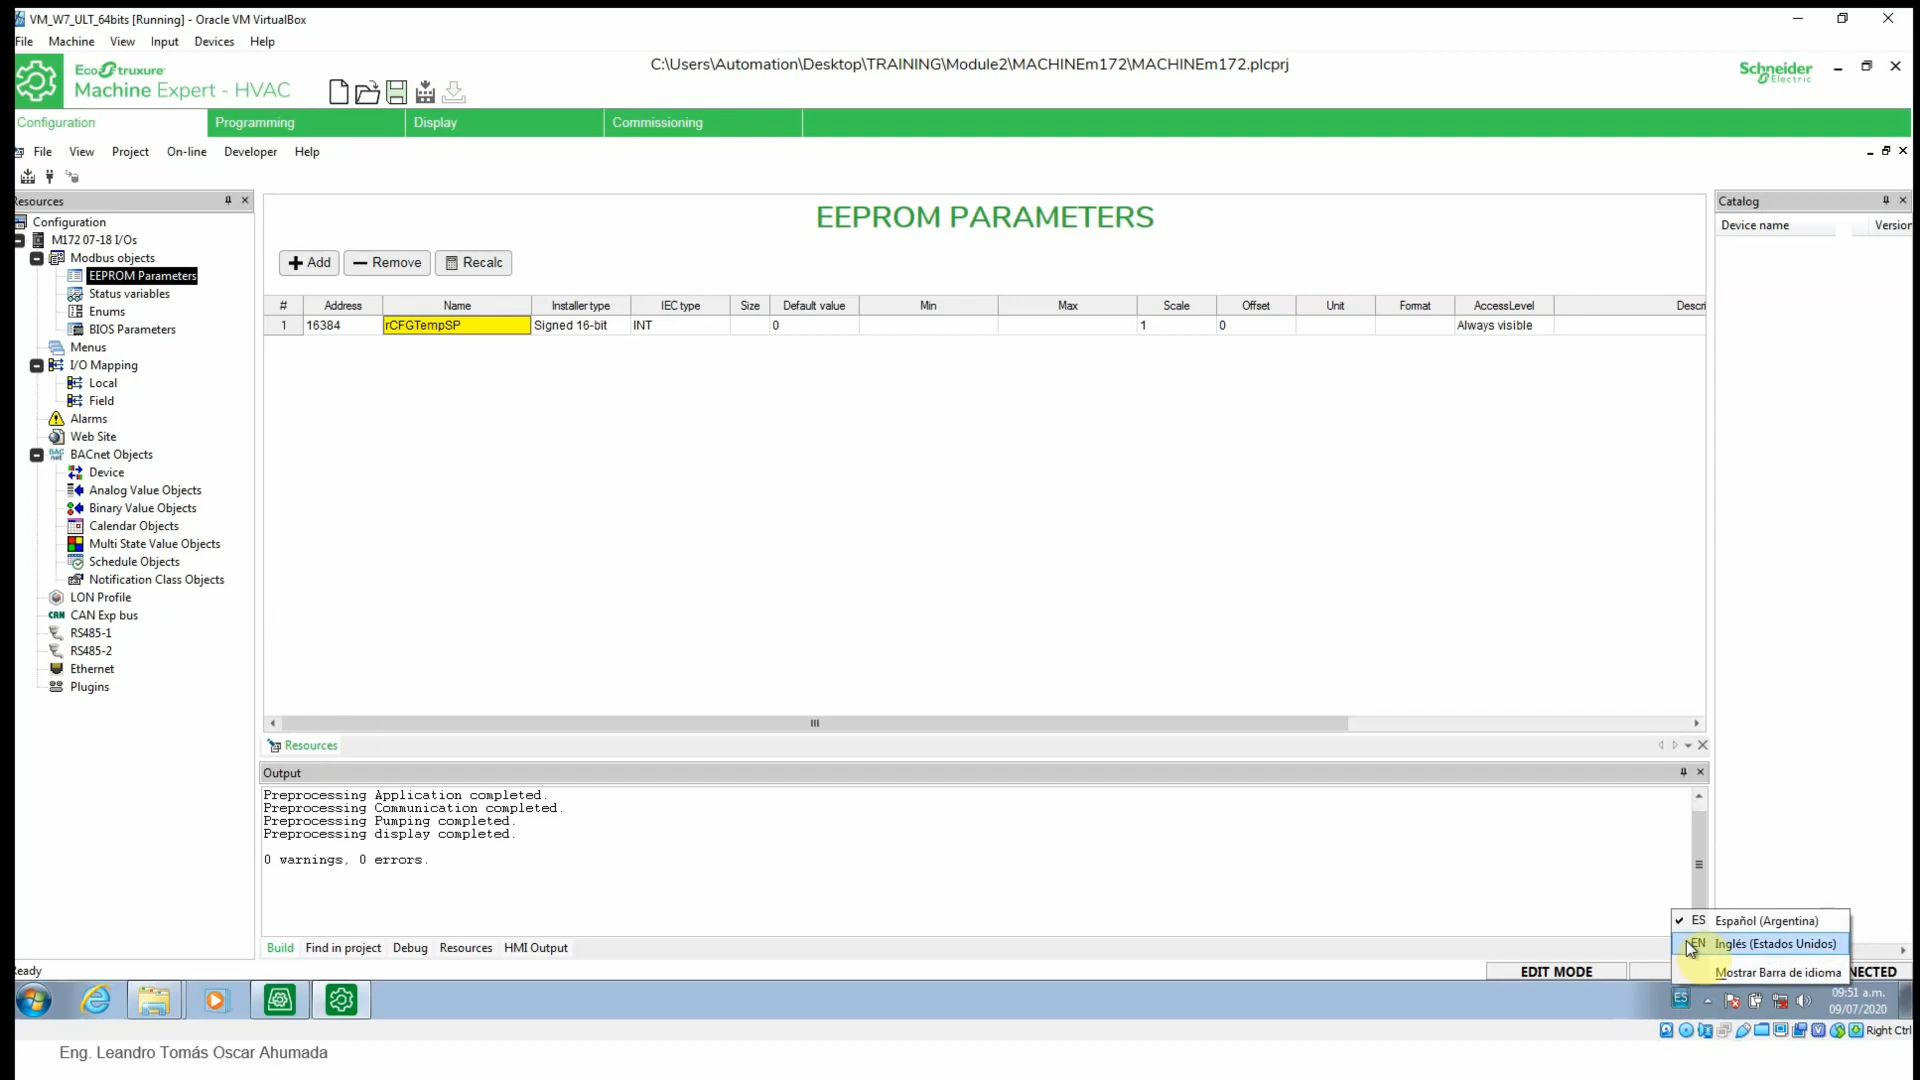 VM_W7_ULT_64bits [Running] - Oracle VM VirtualBox
File Machine View Input Devices Help
EcoStruxure
Machine Expert - HVAC
C:\Users\Automation\Desktop\TRAINING\Module2\MACHINEm172\MACHINEm172.plcprj
Schneider
Electric
Configuration Programming Display Commissioning
File View Project On-line Developer Help
Resources
Configuration
M172 07-18 I/Os
Modbus objects
EEPROM Parameters
Status variables
Enums
BIOS Parameters
Menus
I/O Mapping
Local
Field
Alarms
Web Site
BACnet Objects
Device
Analog Value Objects
Binary Value Objects
Calendar Objects
Multi State Value Objects
Schedule Objects
Notification Class Objects
LON Profile
CAN Exp bus
RS485-1
RS485-2
Ethernet
Plugins
EEPROM PARAMETERS
Add Remove Recalc
# Address Name Installer type IEC type Size Default value Min Max Scale Offset Unit Format AccessLevel Descri
1 16384 rCFGTempSP Signed 16-bit INT 0 1 0 Always visible
Resources
Catalog
Device name Version
Output
Preprocessing Application completed.
Preprocessing Communication completed.
Preprocessing Pumping completed.
Preprocessing display completed.
0 warnings, 0 errors.
Build Find in project Debug Resources HMI Output
ES Español (Argentina)
EN Inglés (Estados Unidos)
Mostrar Barra de idioma
Ready
EDIT MODE
NECTED
ES
09:51 a.m.
09/07/2020
Right Ctrl
Eng. Leandro Tomás Oscar Ahumada